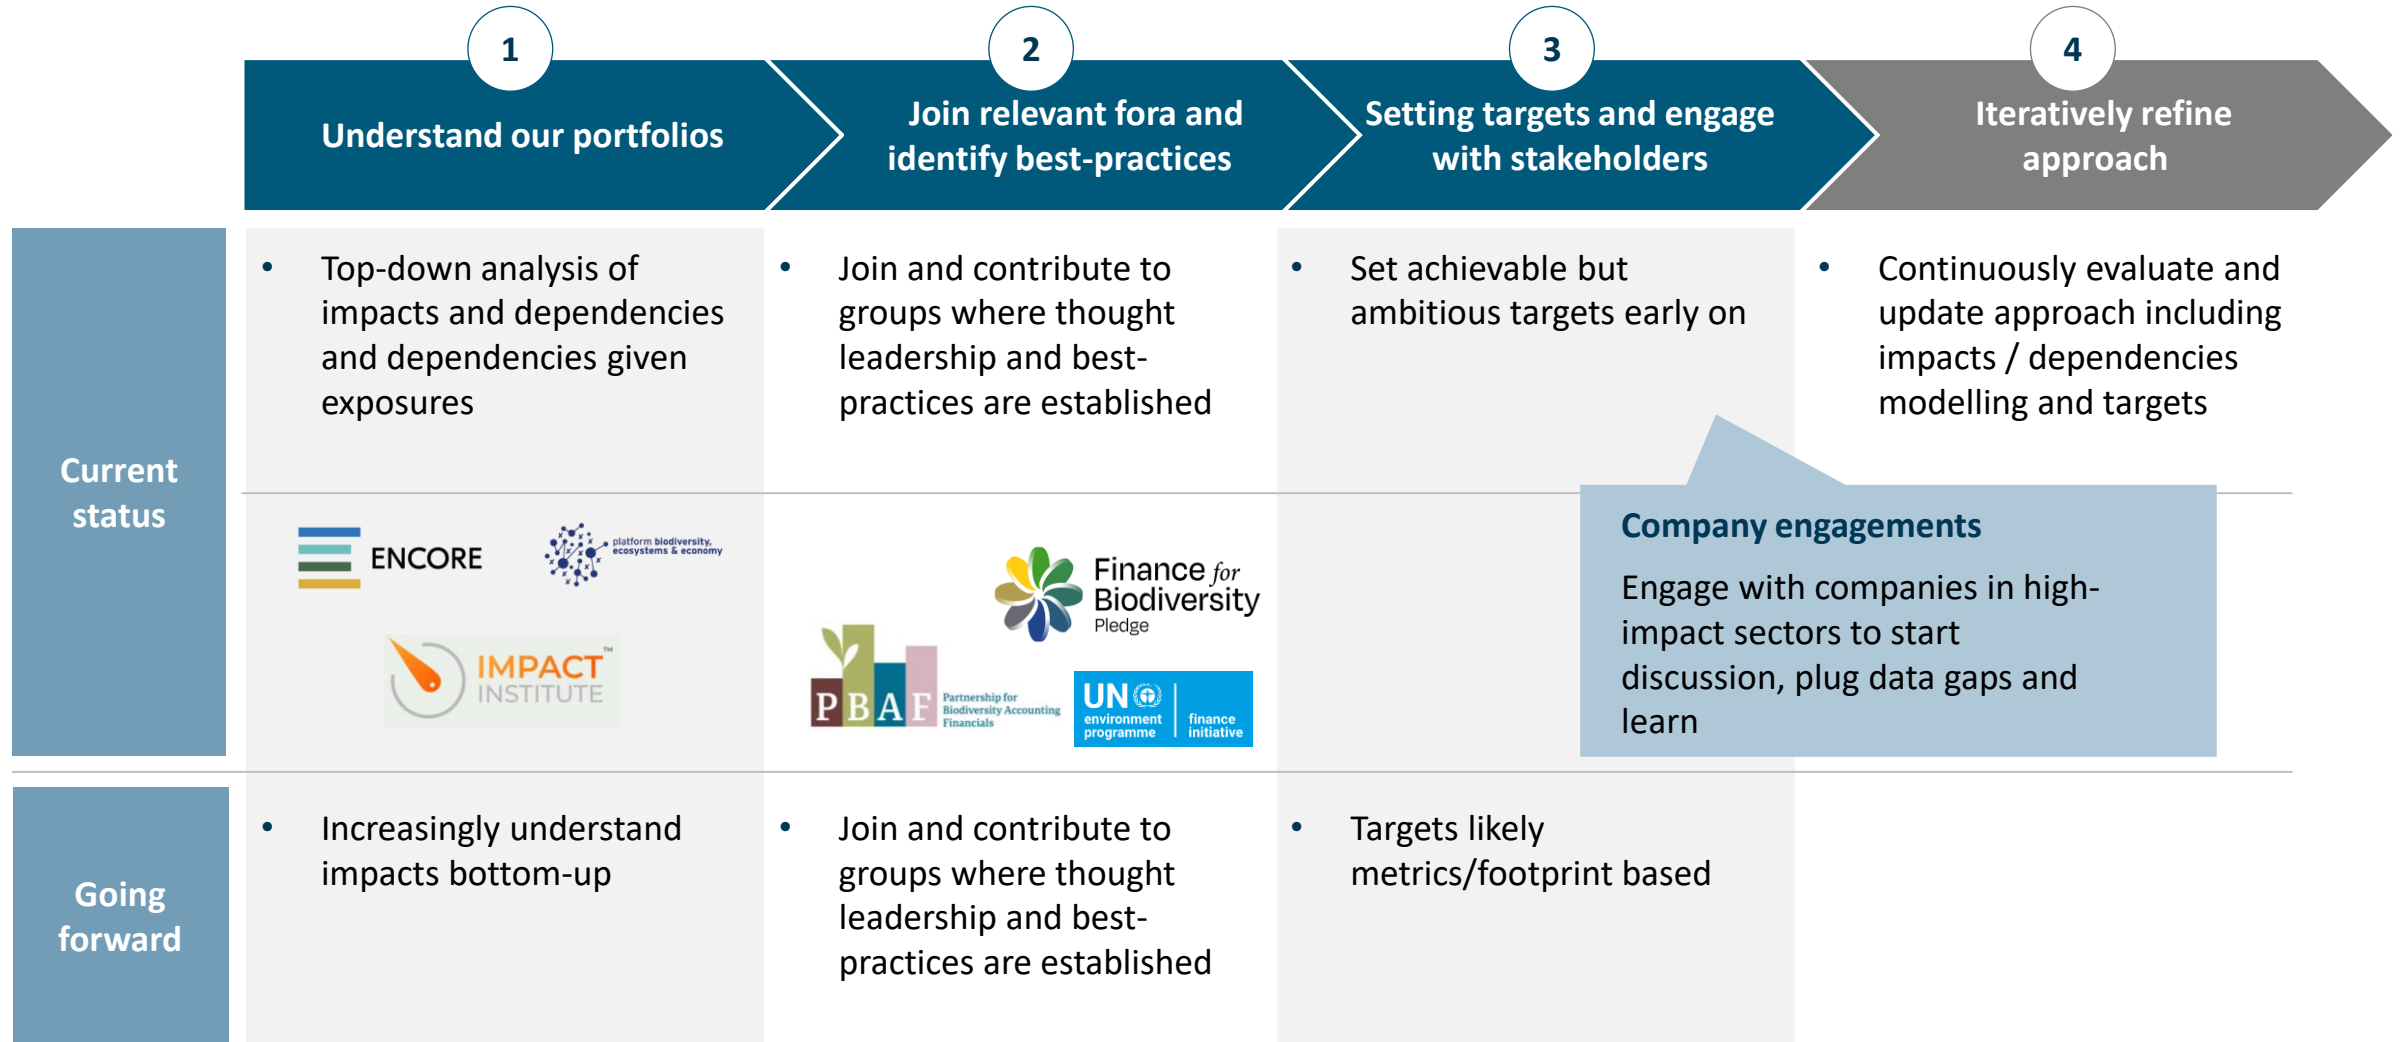 1
2
3
4
Understand our portfolios
Join relevant fora and
identify best-practices
Setting targets and engage
with stakeholders
Iteratively refine
approach
Current
status
• Top-down analysis of
impacts and dependencies
and dependencies given
exposures
• Join and contribute to
groups where thought
leadership and best-
practices are established
• Set achievable but
ambitious targets early on
• Continuously evaluate and
update approach including
impacts / dependencies
modelling and targets
ENCORE
platform biodiversity,
ecosystems & economy
IMPACT™
INSTITUTE
Finance for
Biodiversity
Pledge
PBAF
Partnership for
Biodiversity Accounting
Financials
UN
environment
programme
finance
initiative
Company engagements
Engage with companies in high-
impact sectors to start
discussion, plug data gaps and
learn
Going
forward
• Increasingly understand
impacts bottom-up
• Join and contribute to
groups where thought
leadership and best-
practices are established
• Targets likely
metrics/footprint based